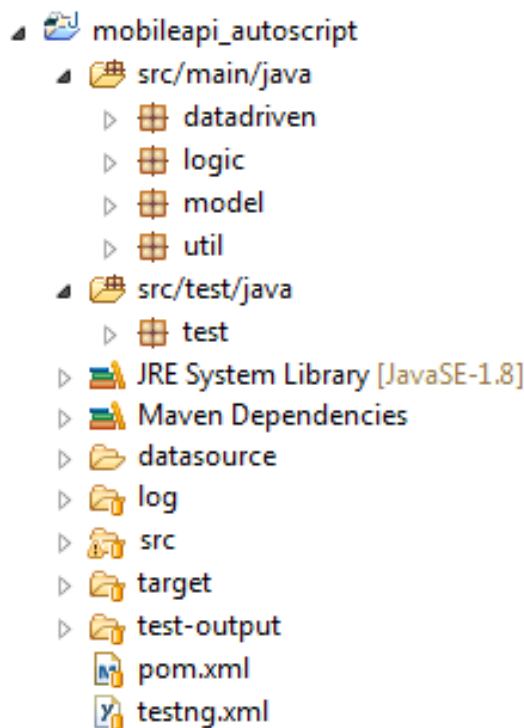 mobileapi_autoscript
src/main/java
datadriven
logic
model
util
src/test/java
test
JRE System Library [JavaSE-1.8]
Maven Dependencies
datasource
log
src
target
test-output
pom.xml
testng.xml